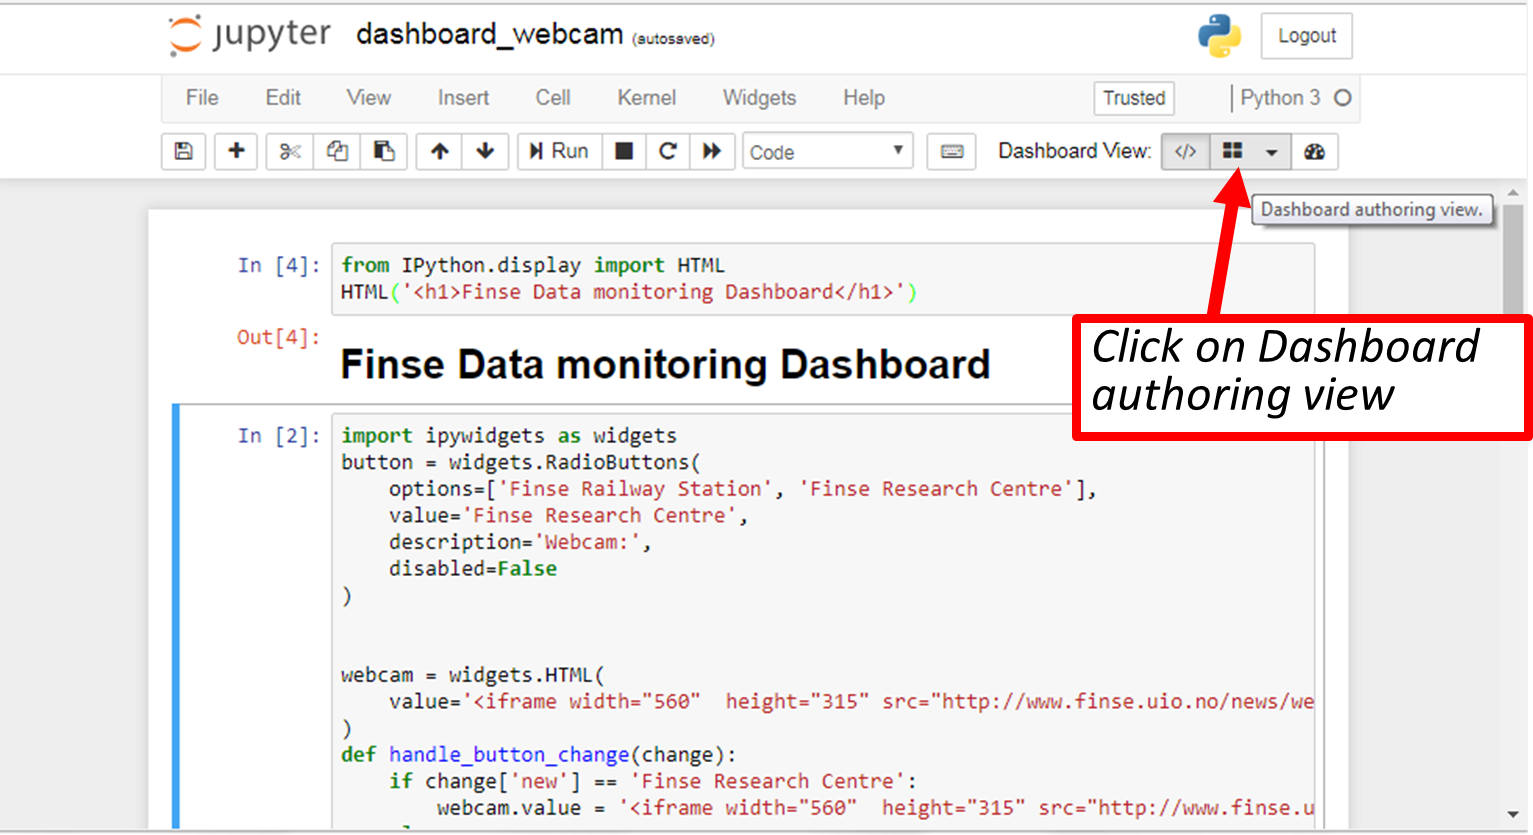 jupyter dashboard_webcam (autosaved) Logout
File Edit View Insert Cell Kernel Widgets Help Trusted Python 3
Run Code Dashboard View: </>
Dashboard authoring view.
In [4]: from IPython.display import HTML
HTML('<h1>Finse Data monitoring Dashboard</h1>')
Out[4]:
Finse Data monitoring Dashboard
Click on Dashboard
authoring view
In [2]: import ipywidgets as widgets
button = widgets.RadioButtons(
    options=['Finse Railway Station', 'Finse Research Centre'],
    value='Finse Research Centre',
    description='Webcam:',
    disabled=False
)
webcam = widgets.HTML(
    value='<iframe width="560"  height="315" src="http://www.finse.uio.no/news/we
)
def handle_button_change(change):
    if change['new'] == 'Finse Research Centre':
        webcam.value = '<iframe width="560"  height="315" src="http://www.finse.u